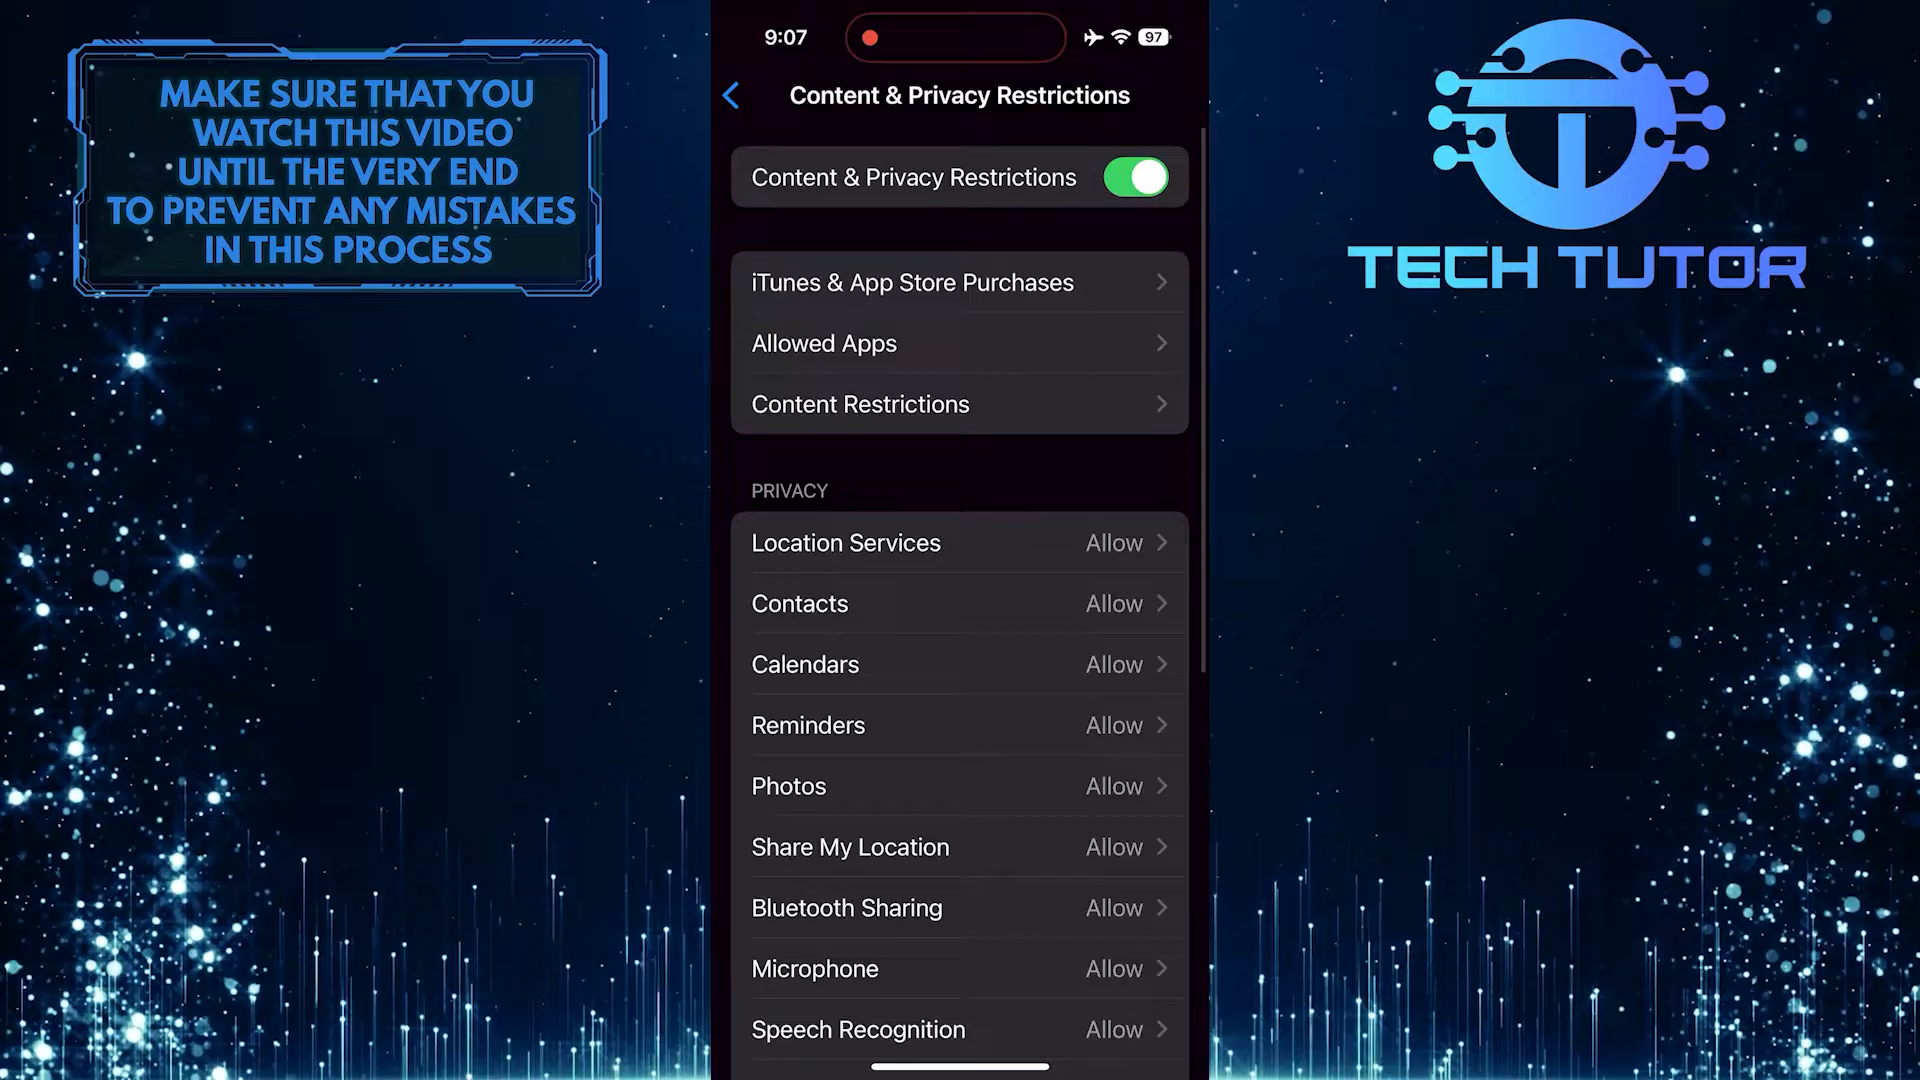 MAKE SURE THAT YOU
WATCH THIS VIDEO
UNTIL THE VERY END
TO PREVENT ANY MISTAKES
IN THIS PROCESS
9:07
97
Content & Privacy Restrictions
Content & Privacy Restrictions
iTunes & App Store Purchases
Allowed Apps
Content Restrictions
PRIVACY
Location Services Allow
Contacts Allow
Calendars Allow
Reminders Allow
Photos Allow
Share My Location Allow
Bluetooth Sharing Allow
Microphone Allow
Speech Recognition Allow
TECH TUTOR